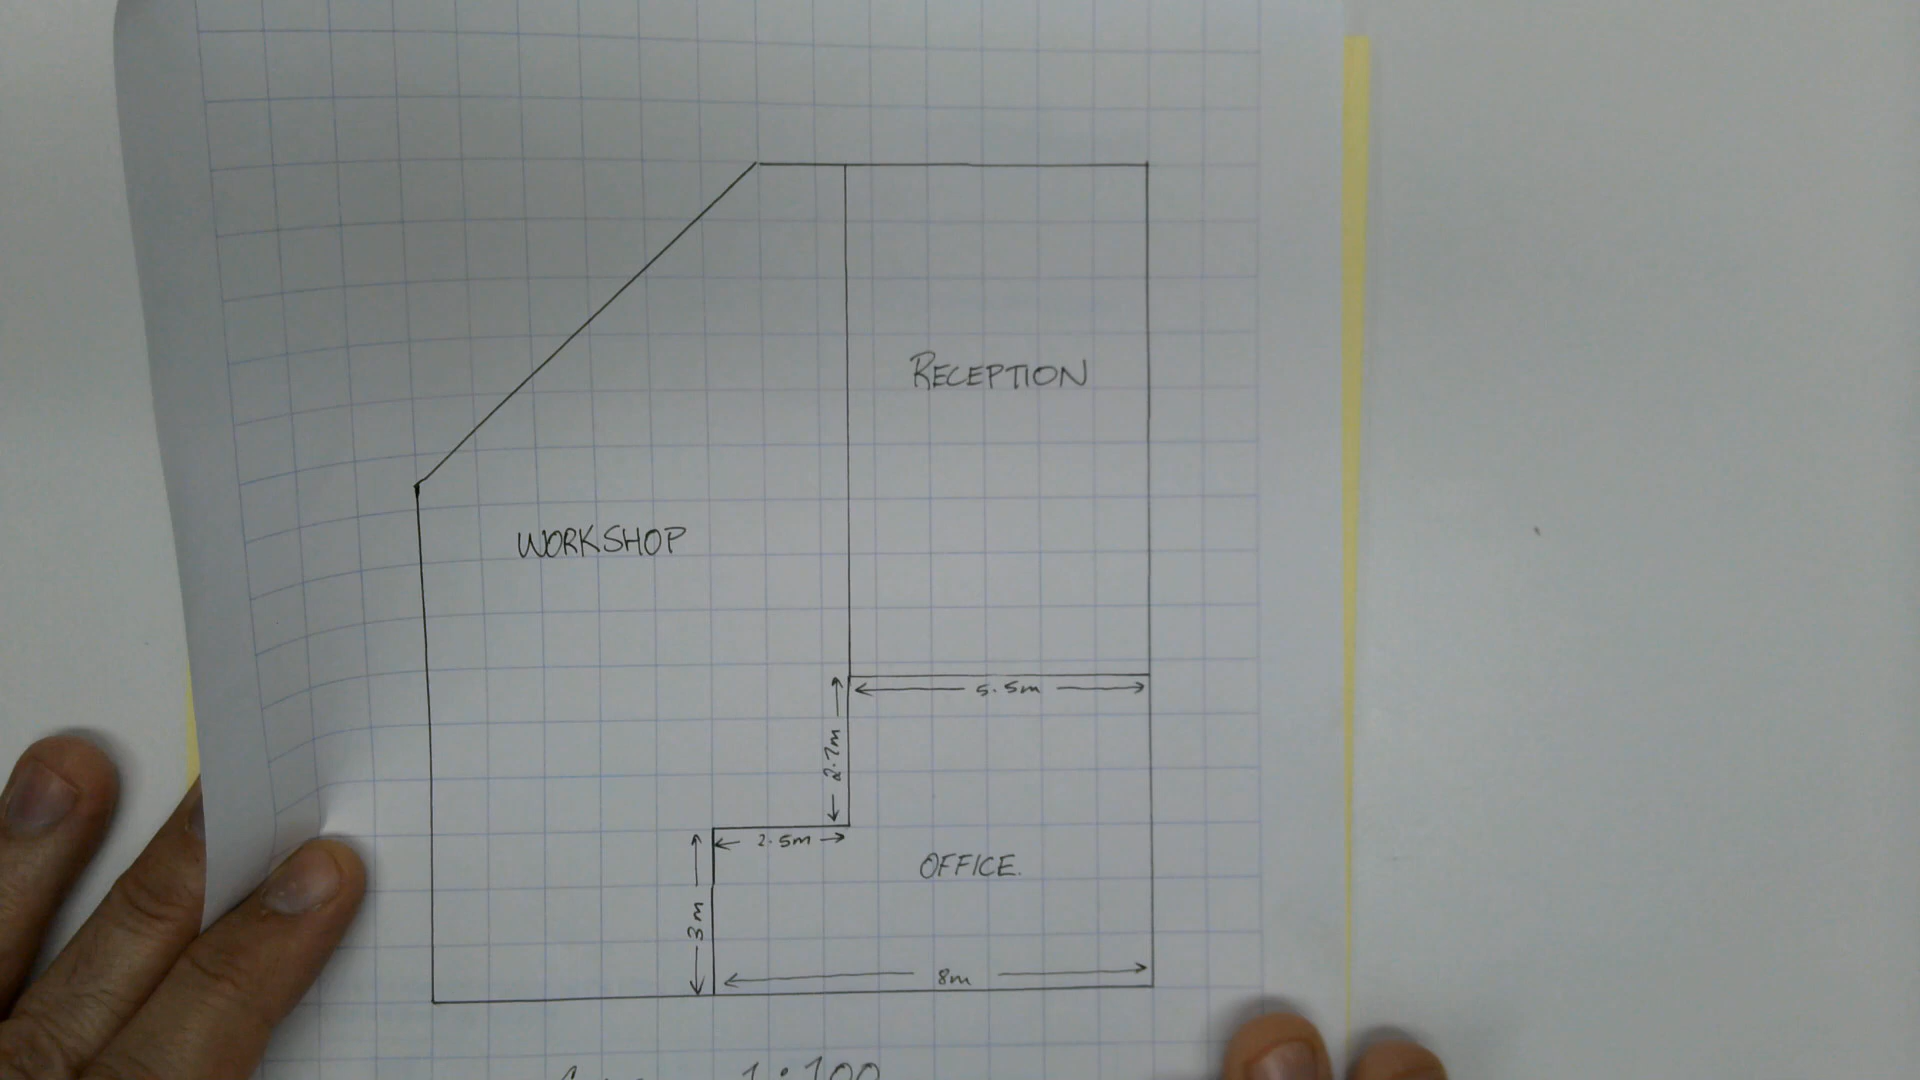 RECEPTION
WORKSHOP
5.5m
2.7m
2.5m
OFFICE.
3m
8m
1:100